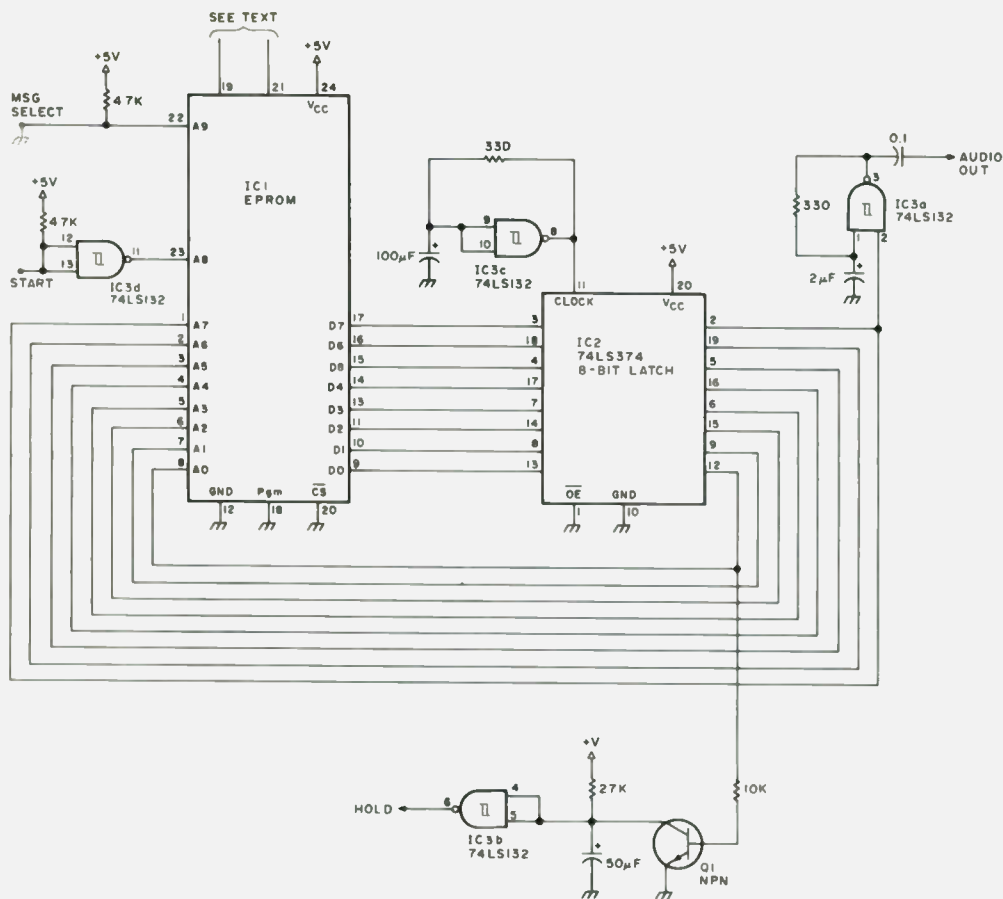 SEE TEXT
+5V
+5V
19
21
24
VCC
MSG SELECT
47K
22
A9
IC1
EPROM
+5V
47K
12
13
11
23
A8
START
IC3d
74LS132
33D
9
10
8
100µF
+
IC3c
74LS132
0.1
AUDIO OUT
3
330
IC3a
74LS132
1
2
+
2µF
+5V
11
20
CLOCK
VCC
IC2
74LS374
8-BIT LATCH
1 A7
2 A6
3 A5
4 A4
5 A3
6 A2
7 A1
8 A0
D7 17
D6 16
D8 15
D4 14
D3 13
D2 11
D1 10
D0 9
3 2
18 19
4 5
17 16
7 6
14 15
8 9
13 12
GND Pgm CS
12 18 20
OE GND
1 10
+V
27K
10K
HOLD
6
4
5
IC3b
74LS132
+
50µF
Q1
NPN